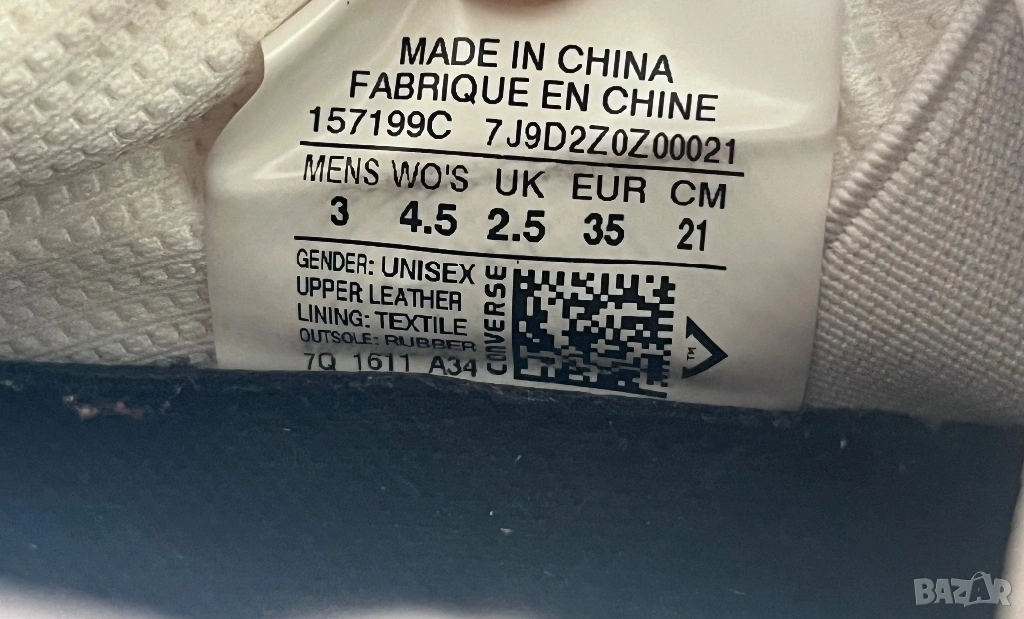 MADE IN CHINA
FABRIQUE EN CHINE
157199C 7J9D2Z0Z00021
MENS WO'S UK EUR CM
3 4.5 2.5 35 21
GENDER: UNISEX
UPPER LEATHER
LINING: TEXTILE
OUTSOLE: RUBBER
7Q 1611 A34
CONVERSE
TM
BAZAR